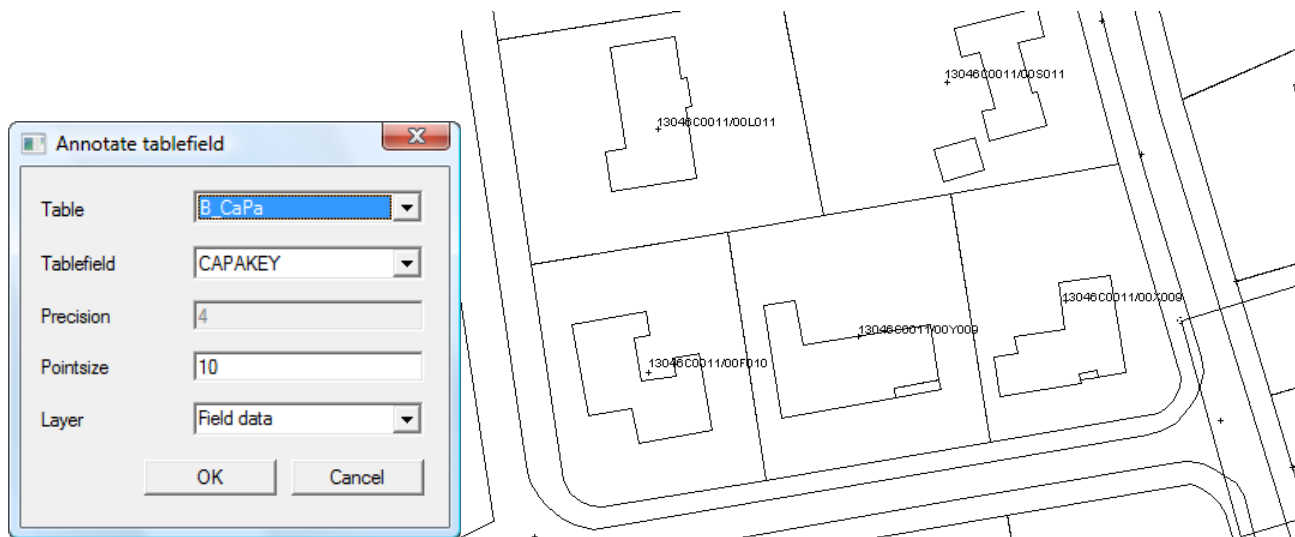 Annotate tablefield
Table B_CaPa
Tablefield CAPAKEY
Precision 4
Pointsize 10
Layer Field data
OK Cancel
13046C0011/00S011
13046C0011/00L011
13046C0011/00X009
13046C0011/00Y009
13046C0011/00F010